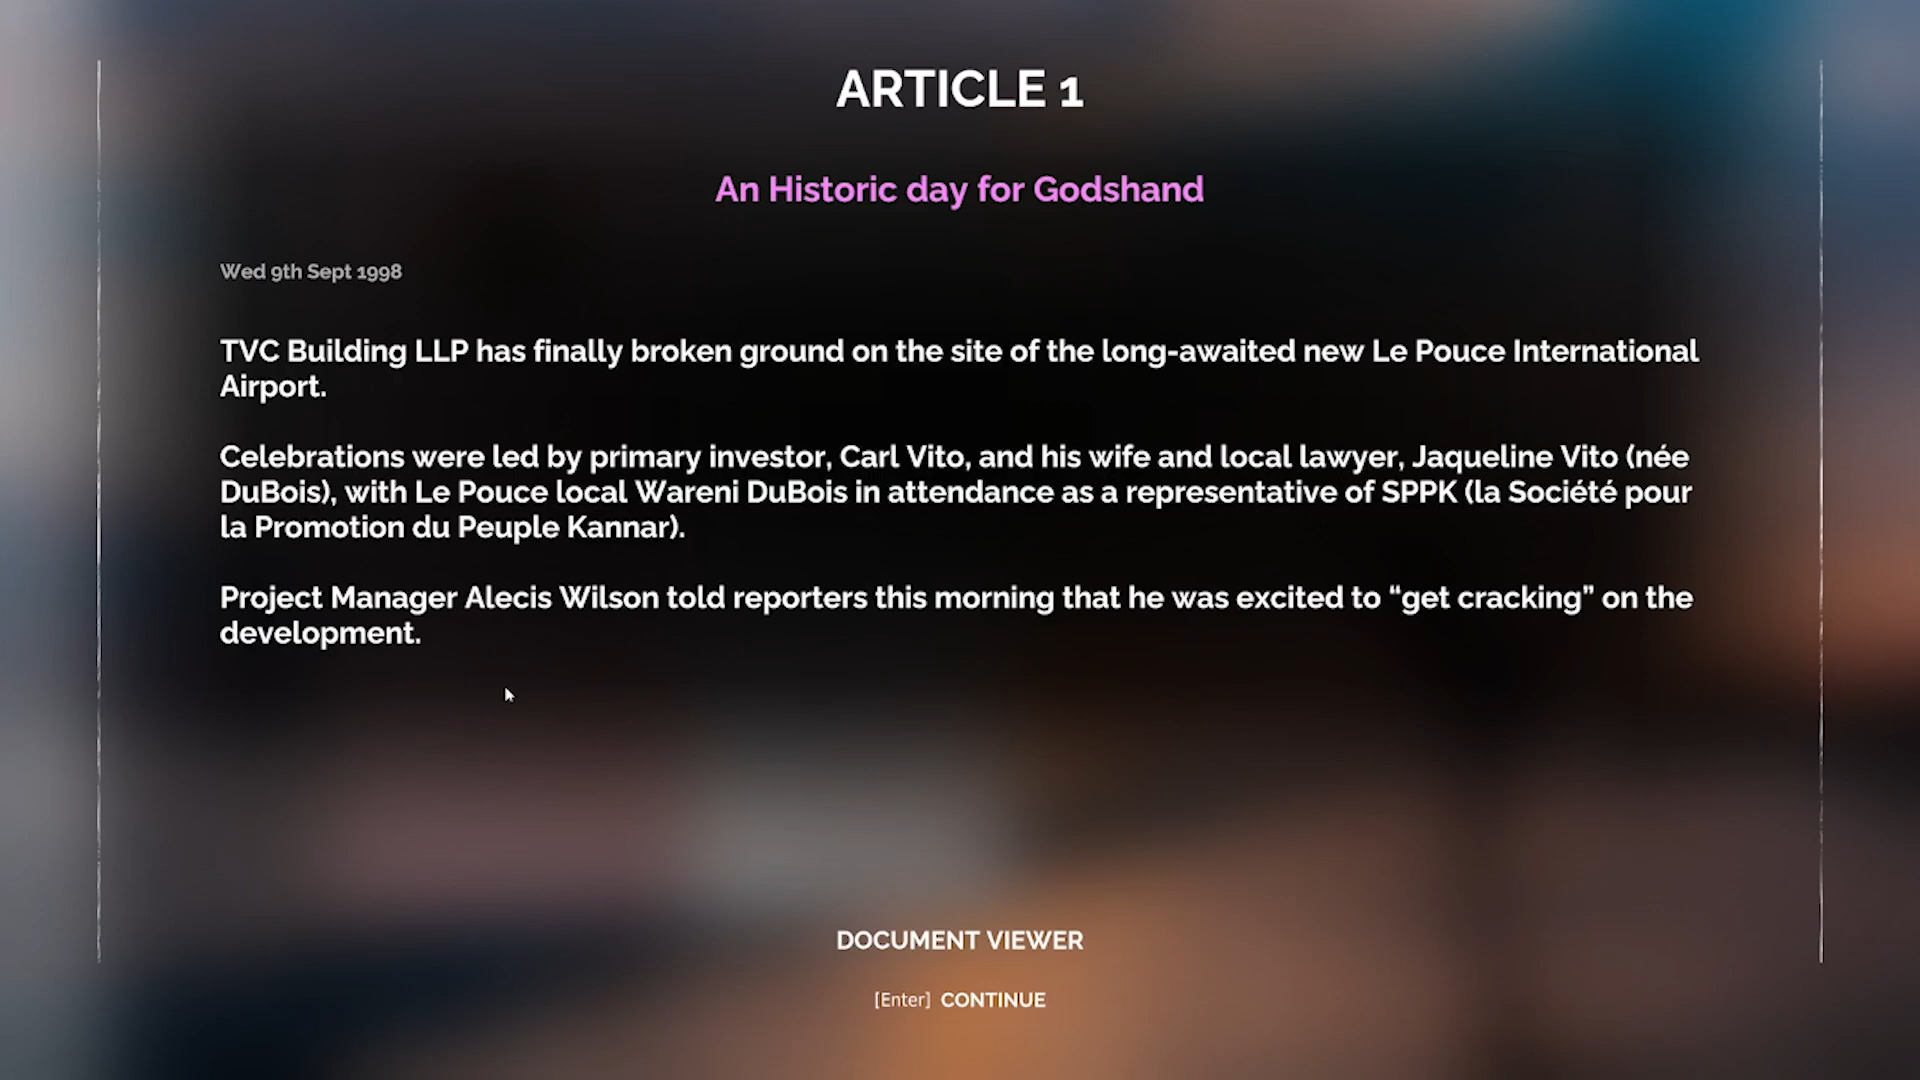 ARTICLE 1
An Historic day for Godshand
Wed 9th Sept 1998
TVC Building LLP has finally broken ground on the site of the long-awaited new Le Pouce International
Airport.
Celebrations were led by primary investor, Carl Vito, and his wife and local lawyer, Jaqueline Vito (née
DuBois), with Le Pouce local Wareni DuBois in attendance as a representative of SPPK (la Société pour
la Promotion du Peuple Kannar).
Project Manager Alecis Wilson told reporters this morning that he was excited to “get cracking” on the
development.
DOCUMENT VIEWER
[Enter] CONTINUE